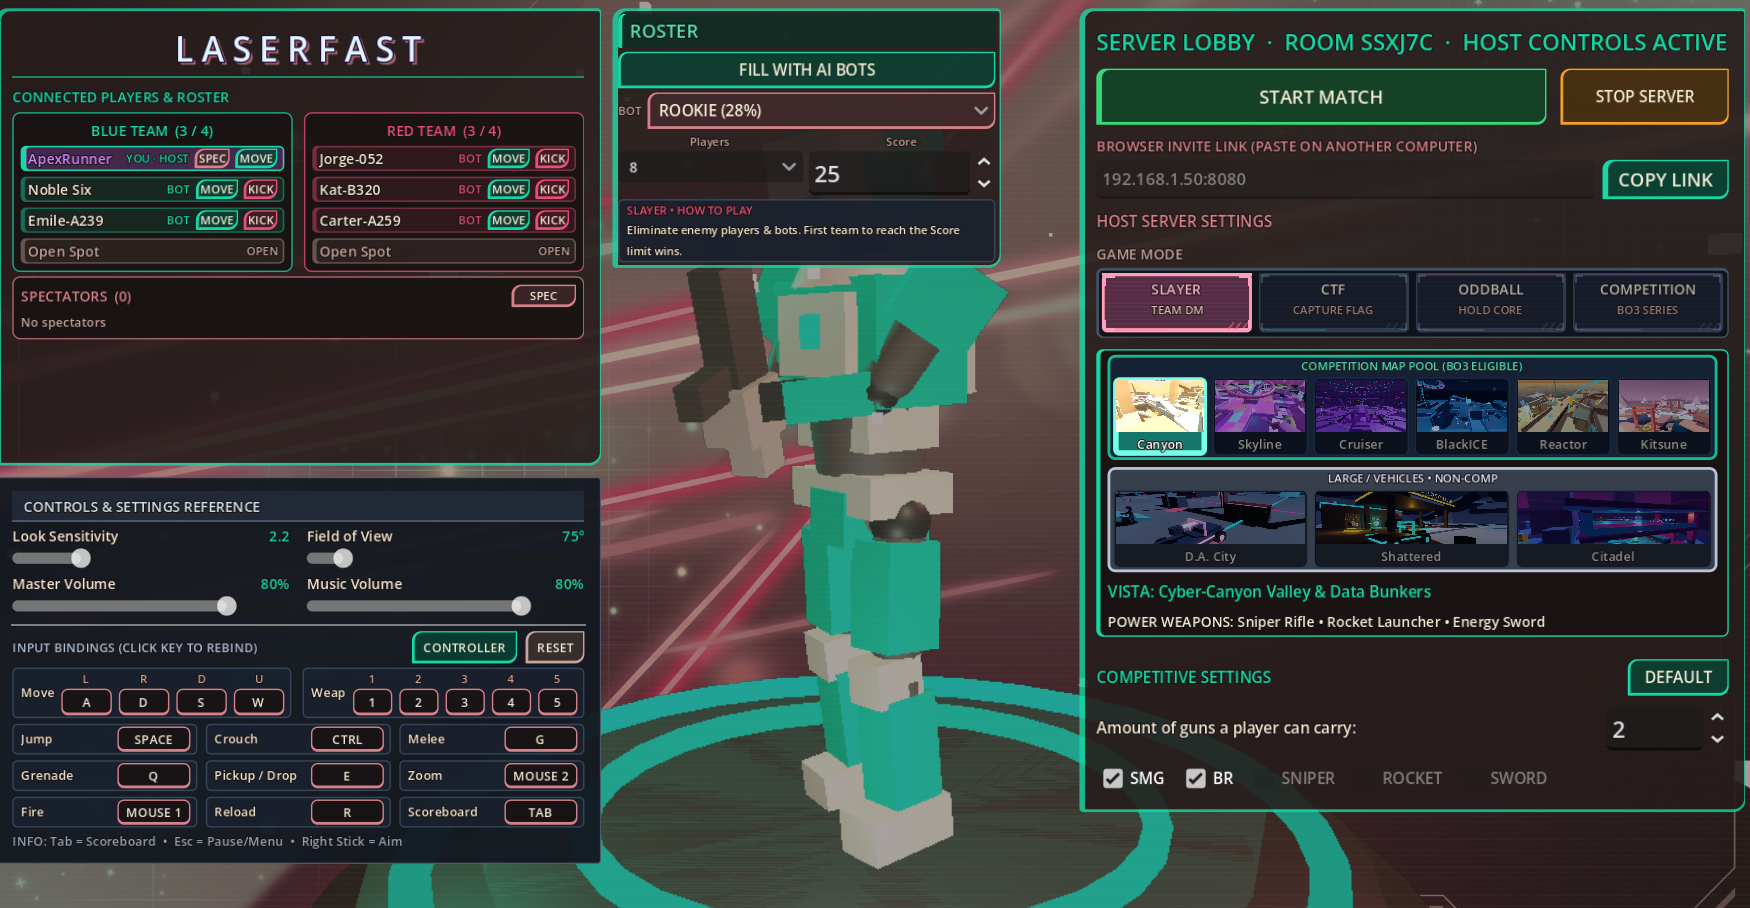 LASERFAST
CONNECTED PLAYERS & ROSTER
BLUE TEAM (3 / 4)
ApexRunner YOU · HOST SPEC MOVE
Noble Six BOT MOVE KICK
Emile-A239 BOT MOVE KICK
Open Spot OPEN
RED TEAM (3 / 4)
Jorge-052 BOT MOVE KICK
Kat-B320 BOT MOVE KICK
Carter-A259 BOT MOVE KICK
Open Spot OPEN
SPECTATORS (0) SPEC
No spectators
CONTROLS & SETTINGS REFERENCE
Look Sensitivity 2.2
Field of View 75°
Master Volume 80%
Music Volume 80%
INPUT BINDINGS (CLICK KEY TO REBIND) CONTROLLER RESET
L R D U
Move A D S W
1 2 3 4 5
Weap 1 2 3 4 5
Jump SPACE Crouch CTRL Melee G
Grenade Q Pickup / Drop E Zoom MOUSE 2
Fire MOUSE 1 Reload R Scoreboard TAB
INFO: Tab = Scoreboard • Esc = Pause/Menu • Right Stick = Aim
ROSTER
FILL WITH AI BOTS
BOT ROOKIE (28%)
Players Score
8 25
SLAYER • HOW TO PLAY
Eliminate enemy players & bots. First team to reach the Score
limit wins.
SERVER LOBBY · ROOM SSXJ7C · HOST CONTROLS ACTIVE
START MATCH STOP SERVER
BROWSER INVITE LINK (PASTE ON ANOTHER COMPUTER)
192.168.1.50:8080 COPY LINK
HOST SERVER SETTINGS
GAME MODE
SLAYER CTF ODDBALL COMPETITION
TEAM DM CAPTURE FLAG HOLD CORE BO3 SERIES
COMPETITION MAP POOL (BO3 ELIGIBLE)
Canyon Skyline Cruiser BlackICE Reactor Kitsune
LARGE / VEHICLES • NON-COMP
D.A. City Shattered Citadel
VISTA: Cyber-Canyon Valley & Data Bunkers
POWER WEAPONS: Sniper Rifle • Rocket Launcher • Energy Sword
COMPETITIVE SETTINGS DEFAULT
Amount of guns a player can carry: 2
SMG BR SNIPER ROCKET SWORD